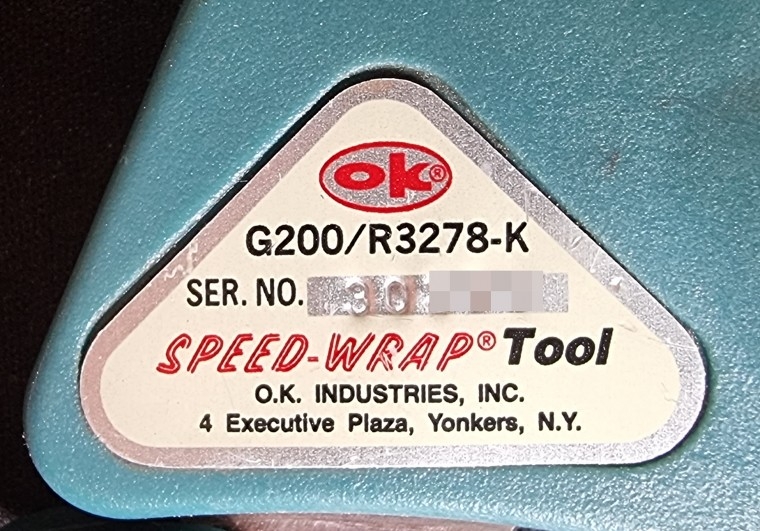 OK®
G200/R3278-K
SER. NO. 30
SPEED-WRAP® Tool
O.K. INDUSTRIES, INC.
4 Executive Plaza, Yonkers, N.Y.